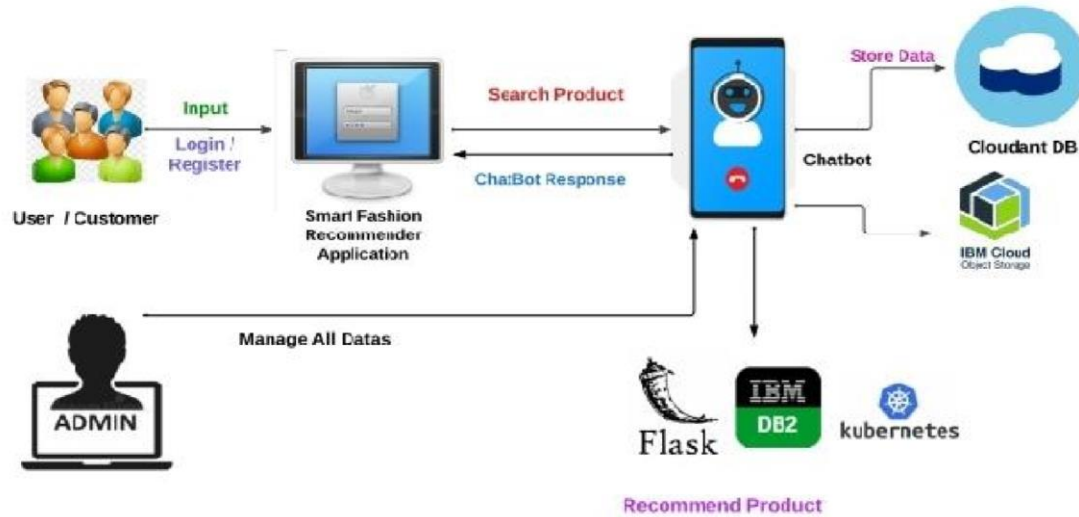 Store Data
Input
Search Product
Login /
Register
Chatbot
Cloudant DB
ChatBot Response
User / Customer
Smart Fashion
Recommender
Application
IBM Cloud
Object Storage
Manage All Datas
ADMIN
Flask
IBM
DB2
kubernetes
Recommend Product